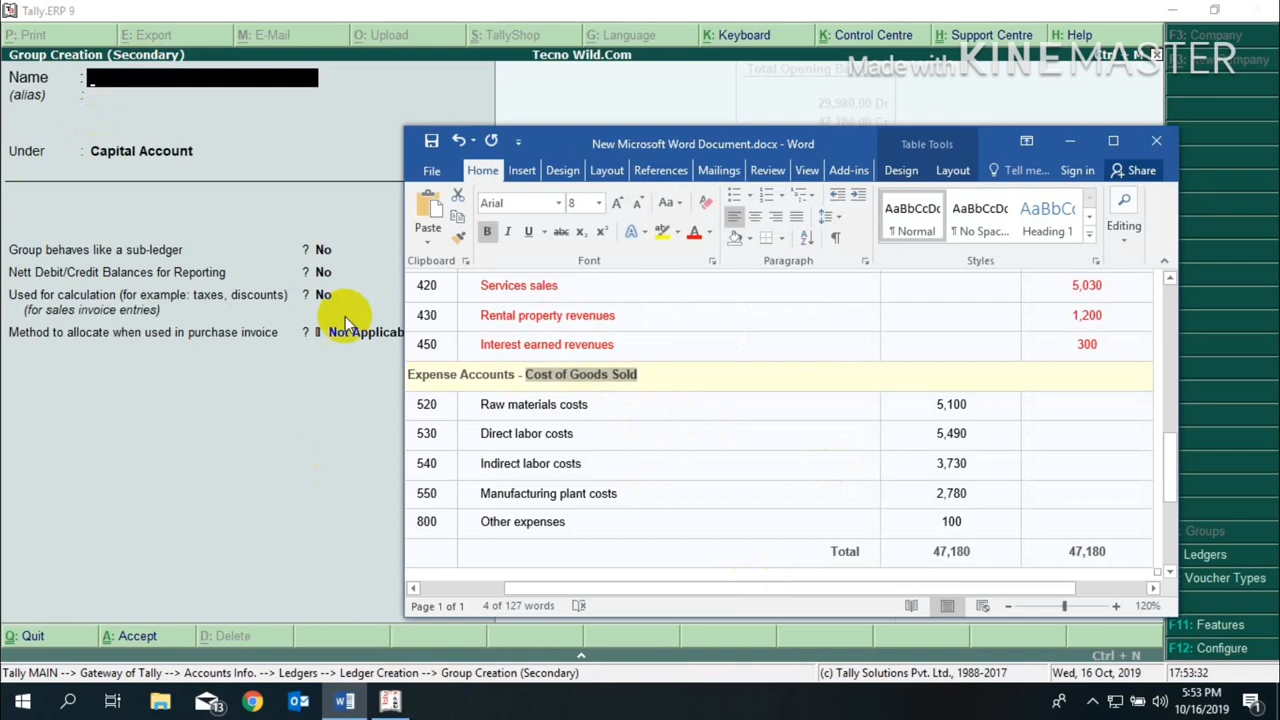 Tally.ERP 9
P: Print
E: Export
M: E-Mail
O: Upload
S: TallyShop
G: Language
K: Keyboard
K: Control Centre
H: Support Centre
H: Help
F3: Company
Group Creation (Secondary)
Tecno Wild.Com
Ctrl + N
Made with KINEMASTER
Name :
(alias) :
Total Opening
29,980.00 Dr
Under : Capital Account
New Microsoft Word Document.docx - Word
Table Tools
File Home Insert Design Layout References Mailings Review View Add-ins Design Layout Tell me... Sign in Share
Paste
Arial 8
AaBbCcDc AaBbCcDc AaBbCc
¶ Normal ¶ No Spac... Heading 1
Editing
Clipboard Font Paragraph Styles
Group behaves like a sub-ledger ? No
Nett Debit/Credit Balances for Reporting ? No
Used for calculation (for example: taxes, discounts) ? No
(for sales invoice entries)
Method to allocate when used in purchase invoice ? Not Applicab
420 Services sales 5,030
430 Rental property revenues 1,200
450 Interest earned revenues 300
Expense Accounts - Cost of Goods Sold
520 Raw materials costs 5,100
530 Direct labor costs 5,490
540 Indirect labor costs 3,730
550 Manufacturing plant costs 2,780
800 Other expenses 100
Total 47,180 47,180
Page 1 of 1 4 of 127 words 120%
Groups
Ledgers
Voucher Types
F11: Features
F12: Configure
Q: Quit
A: Accept
D: Delete
Ctrl + N
Tally MAIN --> Gateway of Tally --> Accounts Info. --> Ledgers --> Ledger Creation --> Group Creation (Secondary)
(c) Tally Solutions Pvt. Ltd., 1988-2017
Wed, 16 Oct, 2019
17:53:32
13
5:53 PM
10/16/2019
1